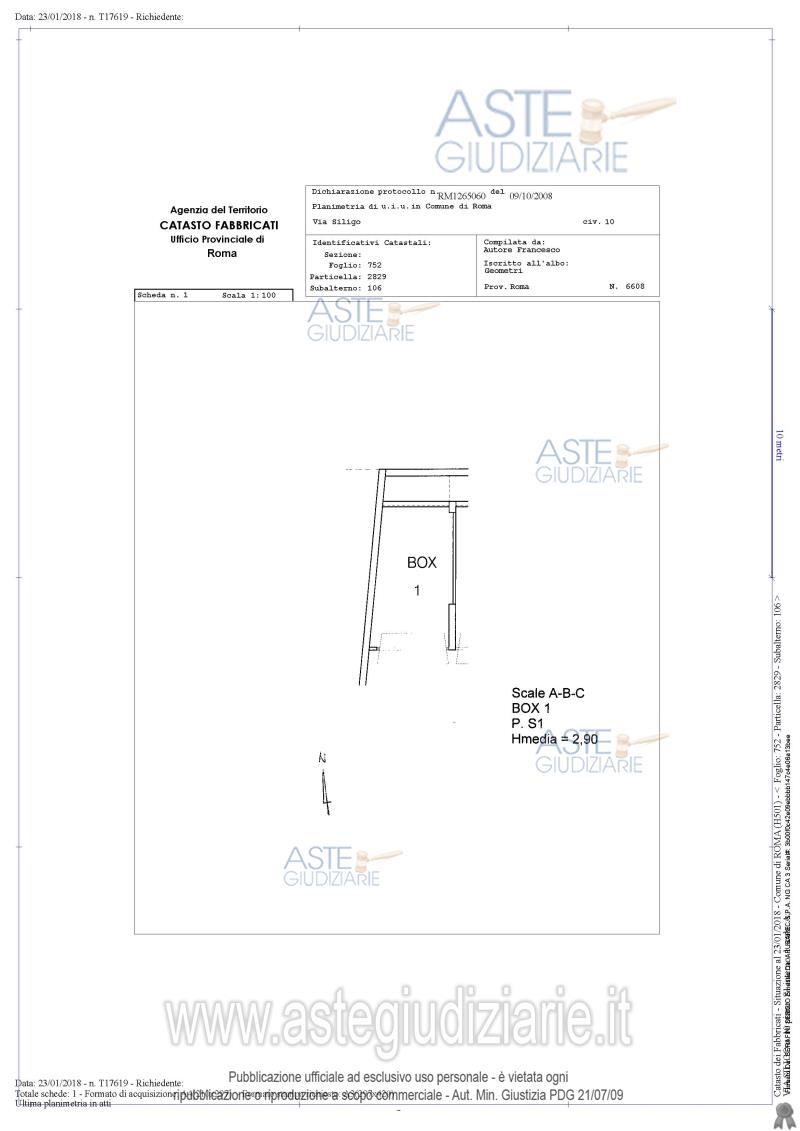 Data: 23/01/2018 - n. T17619 - Richiedente:
ASTE
GIUDIZIARIE
Agenzia del Territorio
CATASTO FABBRICATI
Ufficio Provinciale di
Roma
Dichiarazione protocollo n. RM1265060 del 09/10/2008
Planimetria di u.i.u. in Comune di Roma
Via Siligo civ. 10
Identificativi Catastali:
Sezione:
Foglio: 752
Particella: 2829
Subalterno: 106
Compilata da:
Autore Francesco
Iscritto all'albo:
Geometri
Prov. Roma N. 6608
Scheda n. 1 Scala 1:100
ASTE
GIUDIZIARIE
ASTE
GIUDIZIARIE
BOX
1
Scale A-B-C
BOX 1
P. S1
Hmedia = 2,90
ASTE
GIUDIZIARIE
N
ASTE
GIUDIZIARIE
10 metri
Catasto dei Fabbricati - Situazione al 23/01/2018 - Comune di ROMA (H501) - < Foglio: 752 - Particella: 2829 - Subalterno: 106 >
www.astegiudiziarie.it
Pubblicazione ufficiale ad esclusivo uso personale - è vietata ogni
ripubblicazione o riproduzione a scopo commerciale - Aut. Min. Giustizia PDG 21/07/09
Data: 23/01/2018 - n. T17619 - Richiedente:
Totale schede: 1 - Formato di acquisizione:
Ultima planimetria in atti